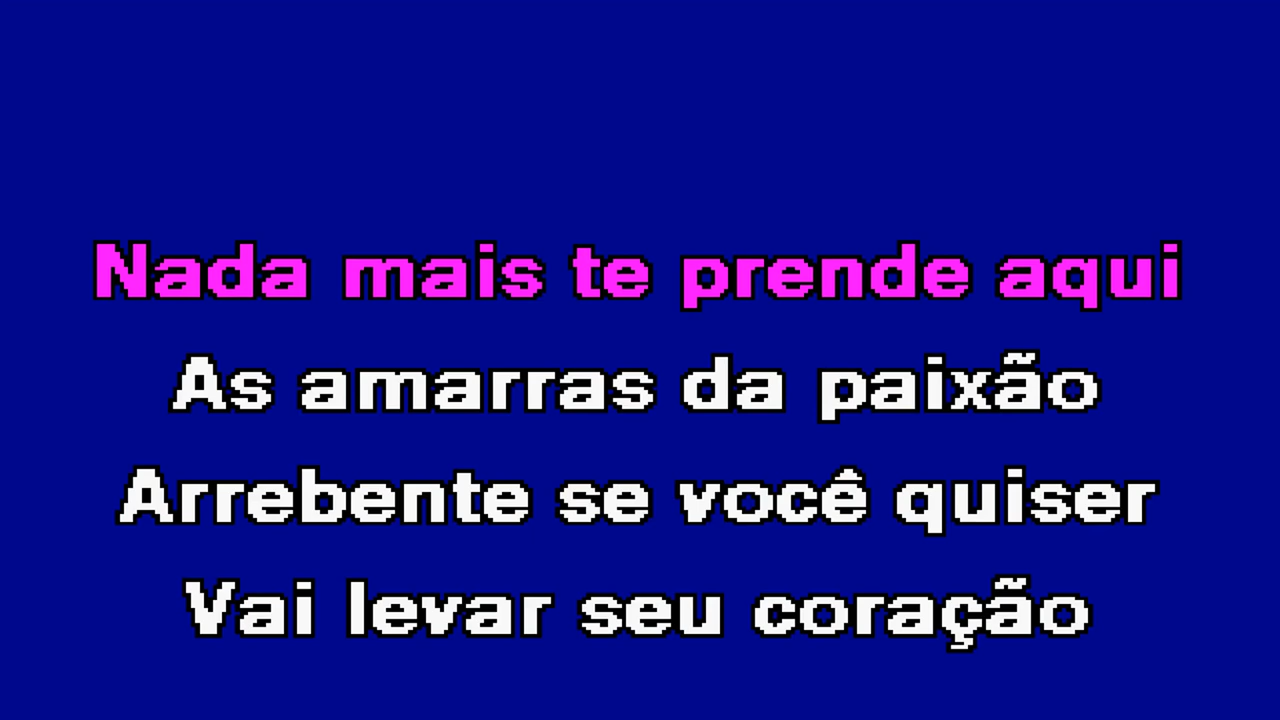 Nada mais te prende aqui
As amarras da paixão
Arrebente se você quiser
Vai levar seu coração